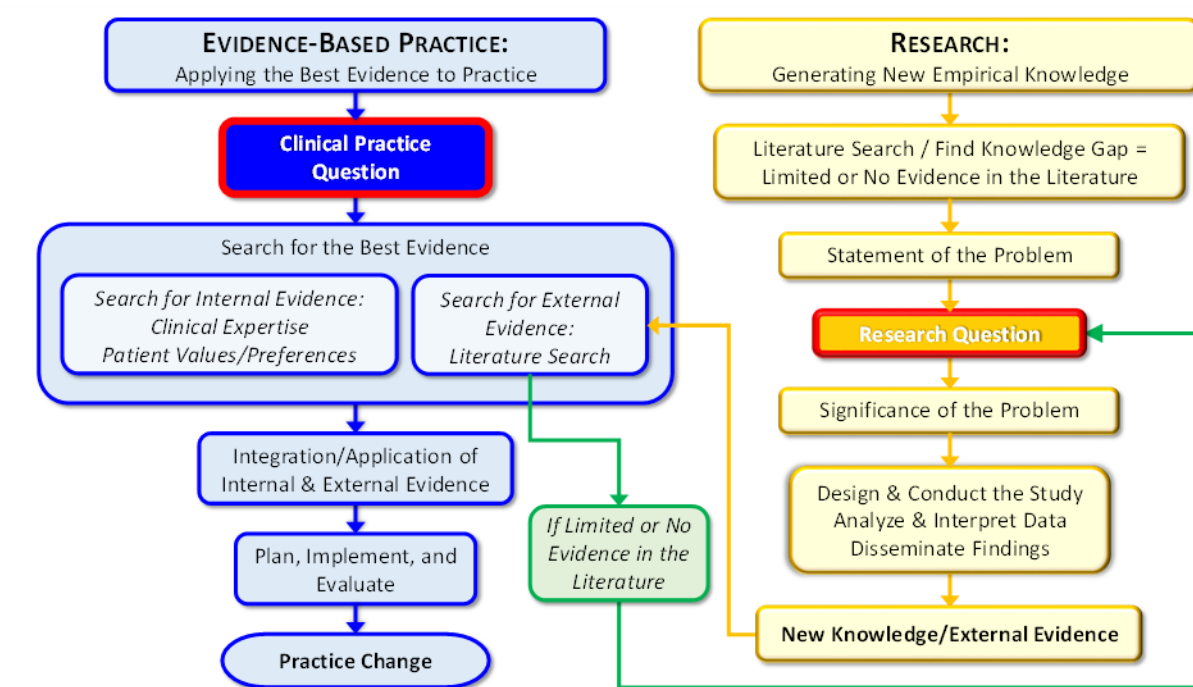 EVIDENCE-BASED PRACTICE:
Applying the Best Evidence to Practice
Clinical Practice
Question
Search for the Best Evidence
Search for Internal Evidence:
Clinical Expertise
Patient Values/Preferences
Search for External
Evidence:
Literature Search
Integration/Application of
Internal & External Evidence
Plan, Implement, and
Evaluate
Practice Change
If Limited or No
Evidence in the
Literature
RESEARCH:
Generating New Empirical Knowledge
Literature Search / Find Knowledge Gap =
Limited or No Evidence in the Literature
Statement of the Problem
Research Question
Significance of the Problem
Design & Conduct the Study
Analyze & Interpret Data
Disseminate Findings
New Knowledge/External Evidence